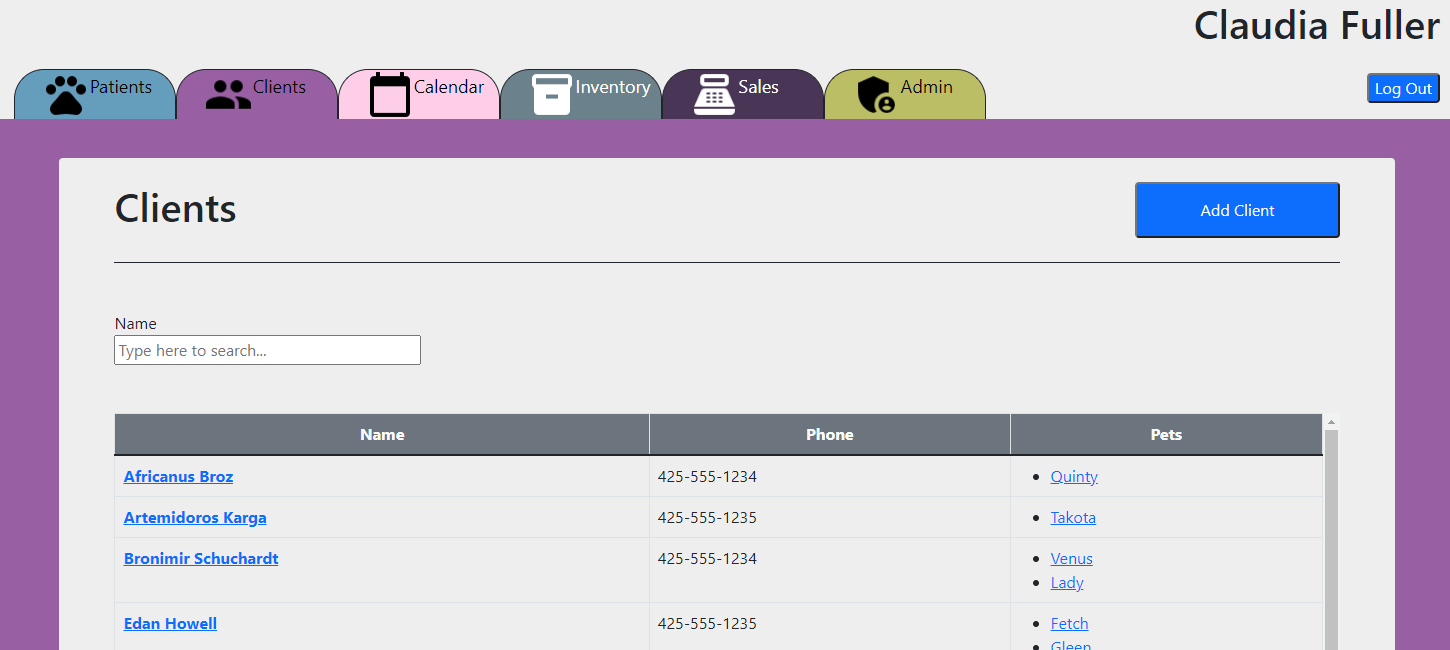 Claudia Fuller
Patients Clients Calendar Inventory Sales Admin Log Out
Clients Add Client
Name
Type here to search...
Name Phone Pets
Africanus Broz 425-555-1234 Quinty
Artemidoros Karga 425-555-1235 Takota
Bronimir Schuchardt 425-555-1234 Venus
Lady
Edan Howell 425-555-1235 Fetch
Gleen